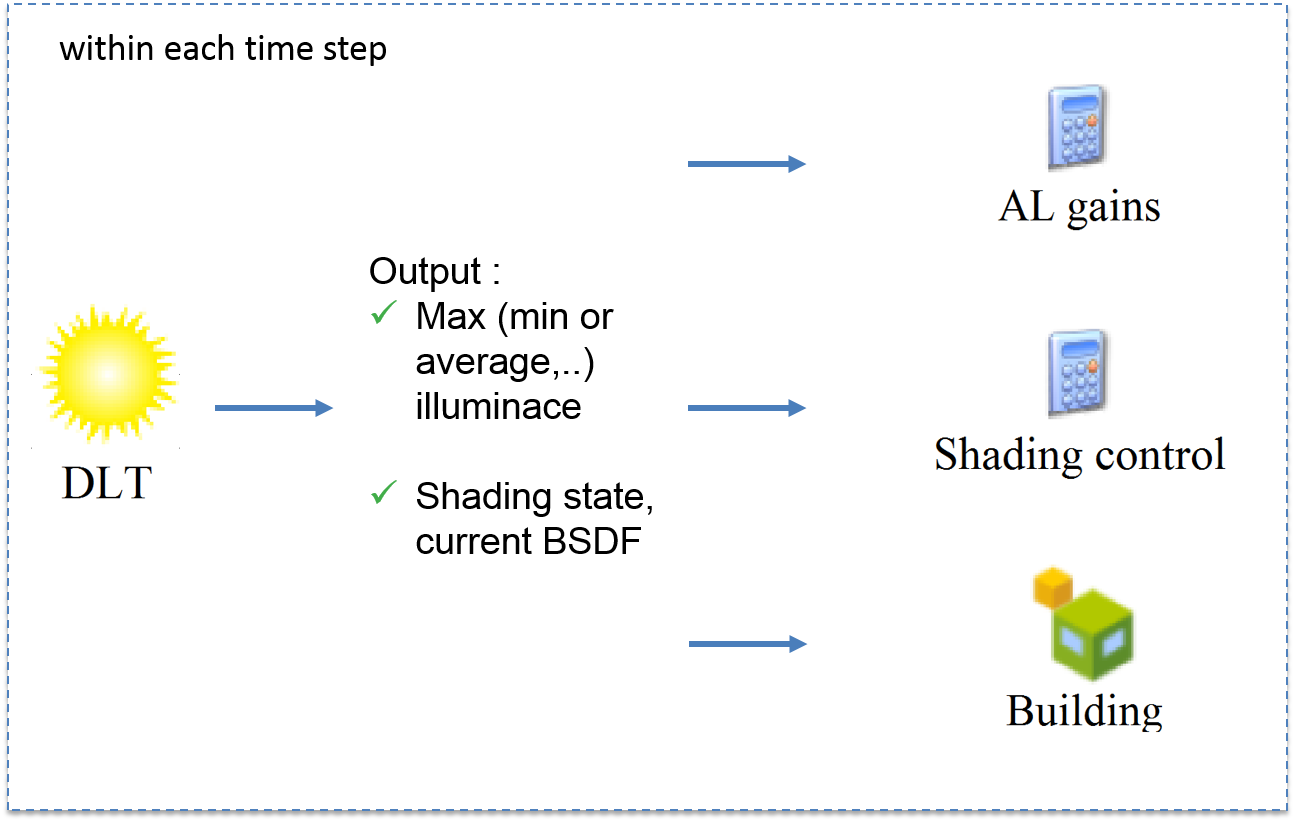 within each time step
AL gains
Output :
✓ Max (min or
average,..)
illuminace
DLT
Shading control
✓ Shading state,
current BSDF
Building